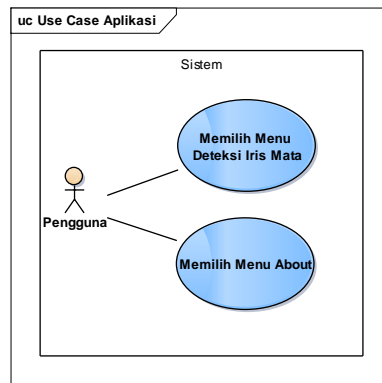 uc Use Case Aplikasi
Sistem
Memilih Menu
Deteksi Iris Mata
Pengguna
Memilih Menu About